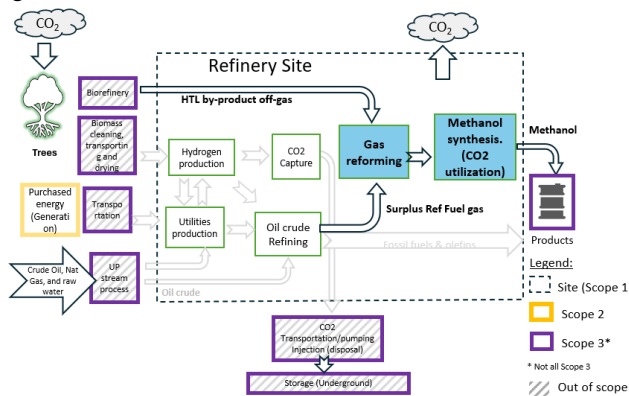 CO2
CO2
Refinery Site
Biorefinery
HTL by-product off-gas
Trees
Biomass
cleaning,
transportin
g and
drying
Hydrogen
production
CO2
Capture
Gas
reforming
Methanol
synthesis.
(CO2
utilization)
Methanol
Purchased
energy
(Generati
on)
Transpo
rtation
Utilities
production
Oil crude
Refining
Surplus Ref Fuel gas
Fossil fuels & olefins
Products
Crude Oil, Nat
Gas, and raw
water
UP
stream
process
Oil crude
Legend:
Site (Scope 1
Scope 2
Scope 3*
* Not all Scope 3
Out of scope
CO2
Transportation/pumping
Injection (disposal)
Storage (Underground)